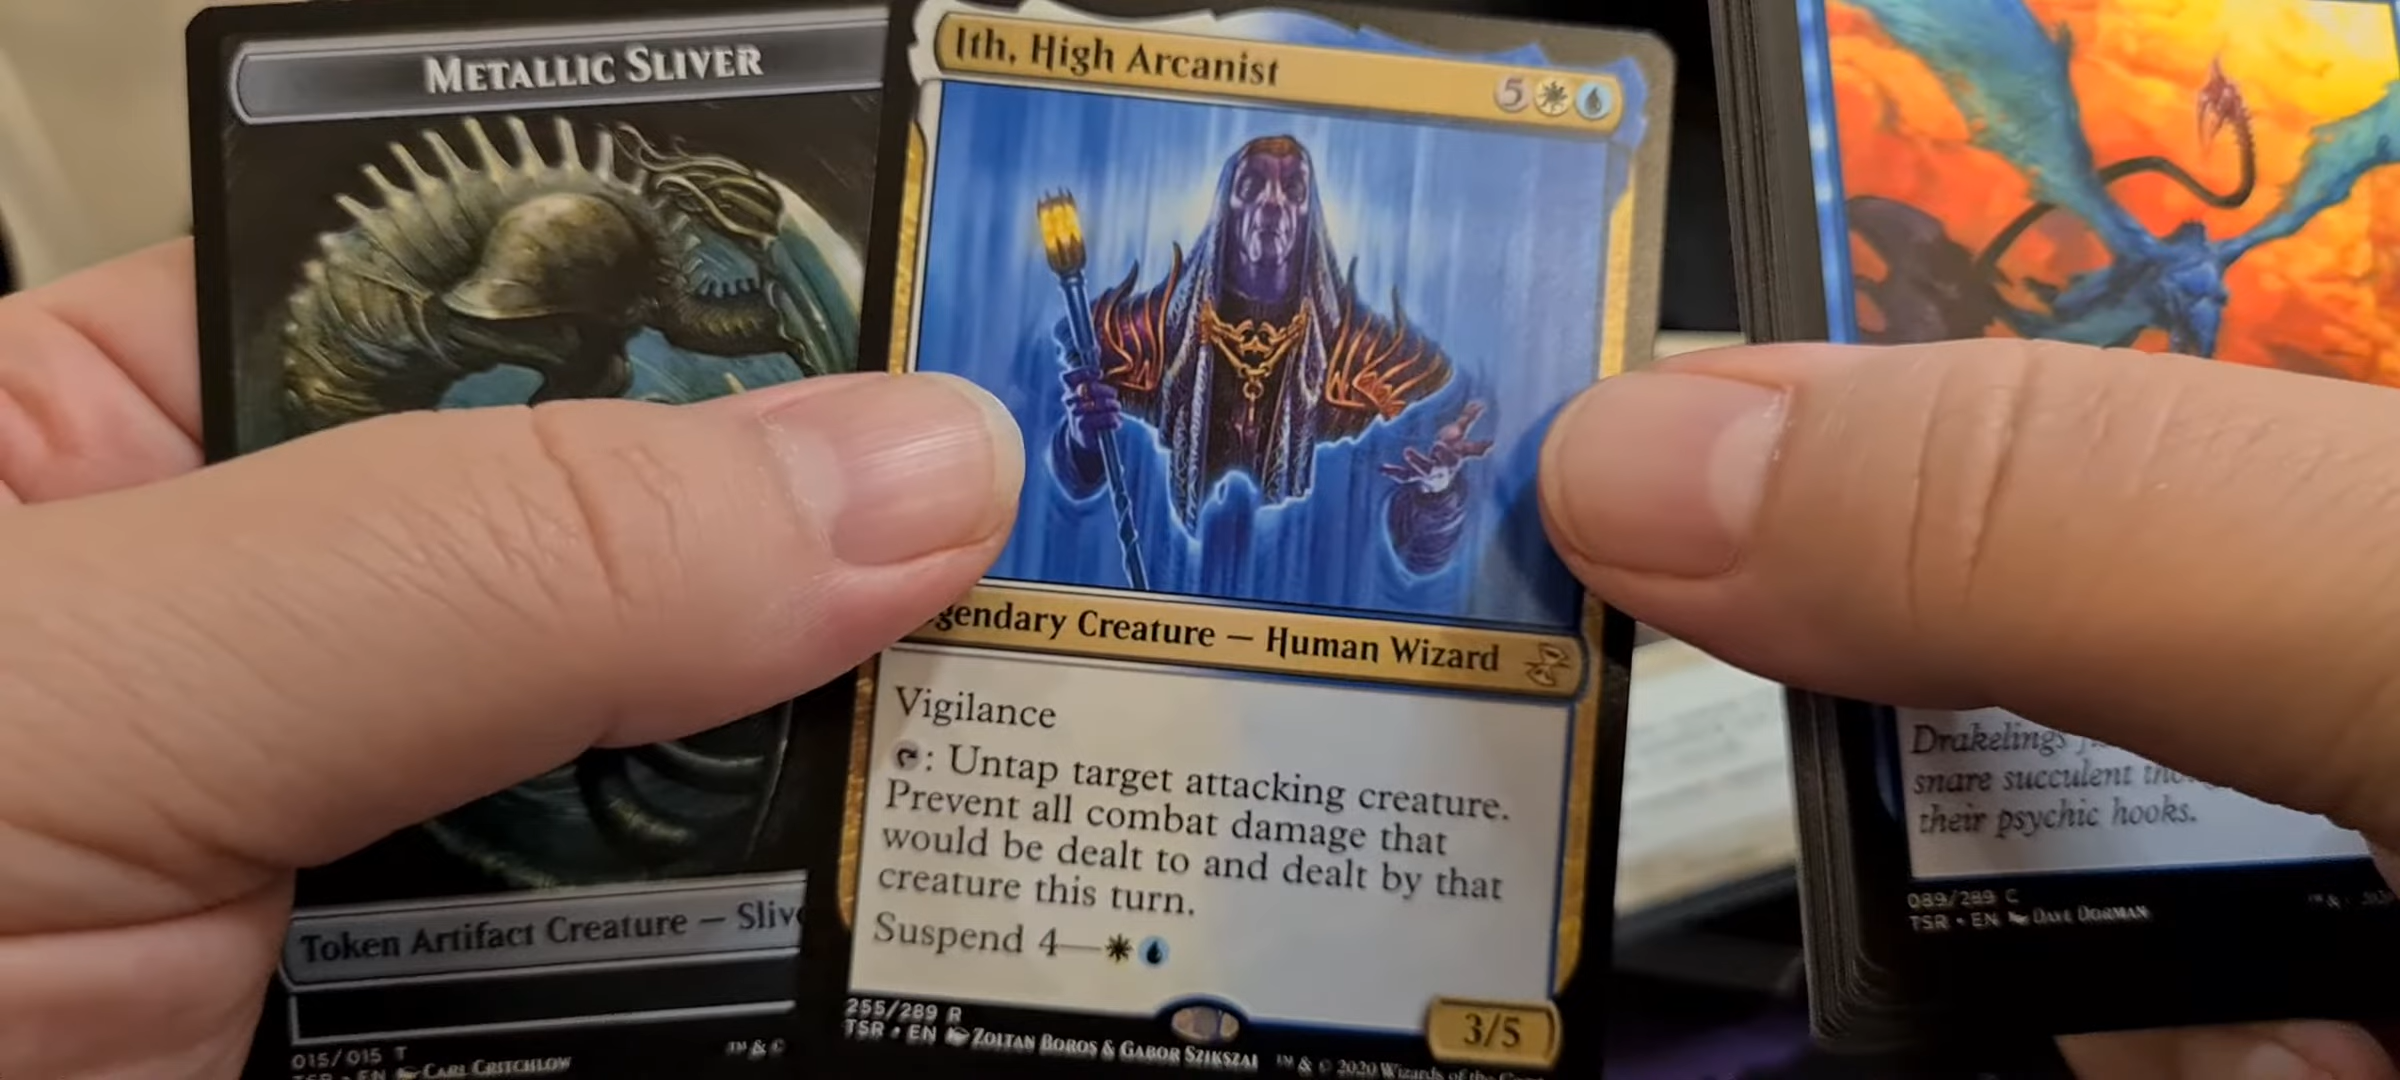 METALLIC SLIVER
Token Artifact Creature —
015/015 T
EN CARL CRITCHLOW
™ & ©
Ith, High Arcanist
5
Creature — Human Wizard
Vigilance
: Untap target attacking creature.
Prevent all combat damage that
would be dealt to and dealt by that
creature this turn.
Suspend 4—
3/5
255/289 R
TSR • EN ZOLTAN BOROS & GABOR SZIKSZAI ™ & © 2020 Wizards of the
Drakelings
snare succulent
their psychic hooks.
089/289 C
TSR • EN DAVE DORMAN